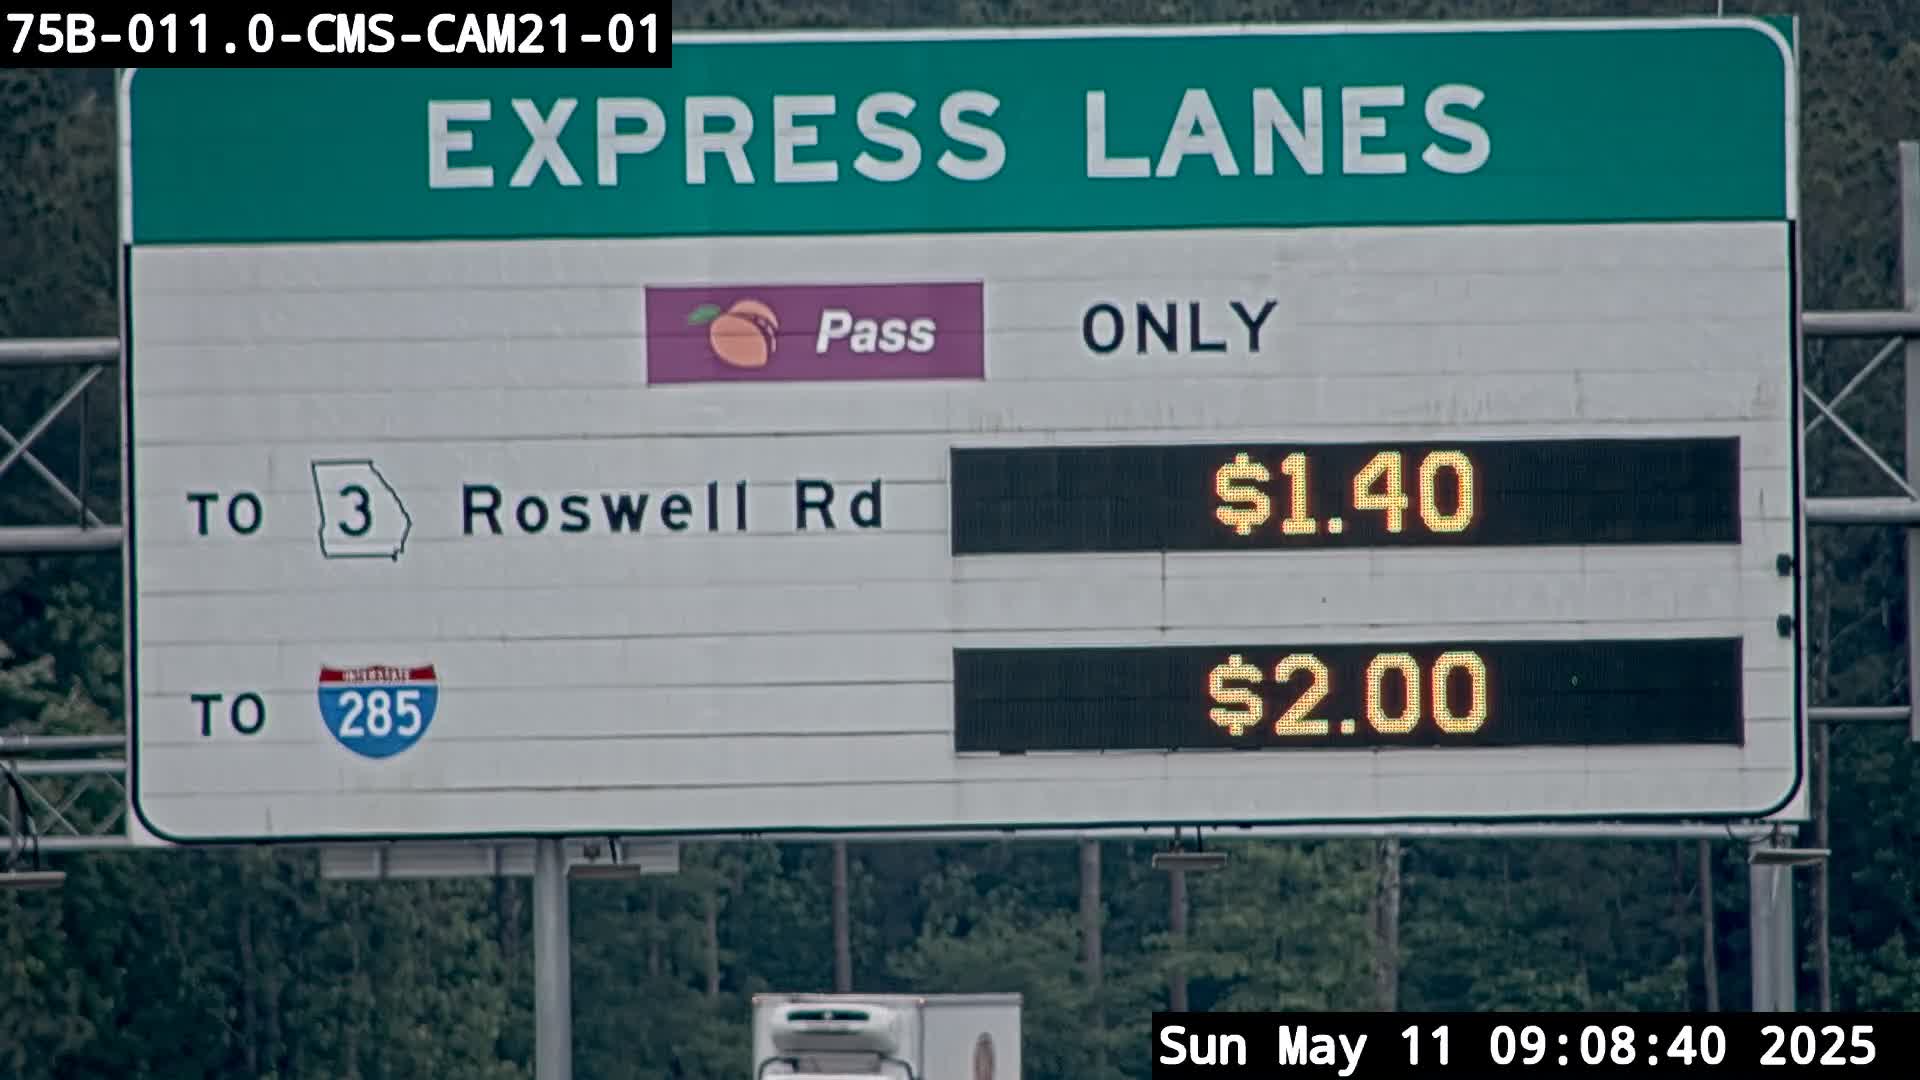 75B-011.0-CMS-CAM21-01
EXPRESS LANES
Pass ONLY
TO 3 Roswell Rd $1.40
INTERSTATE
TO 285 $2.00
Sun May 11 09:08:40 2025